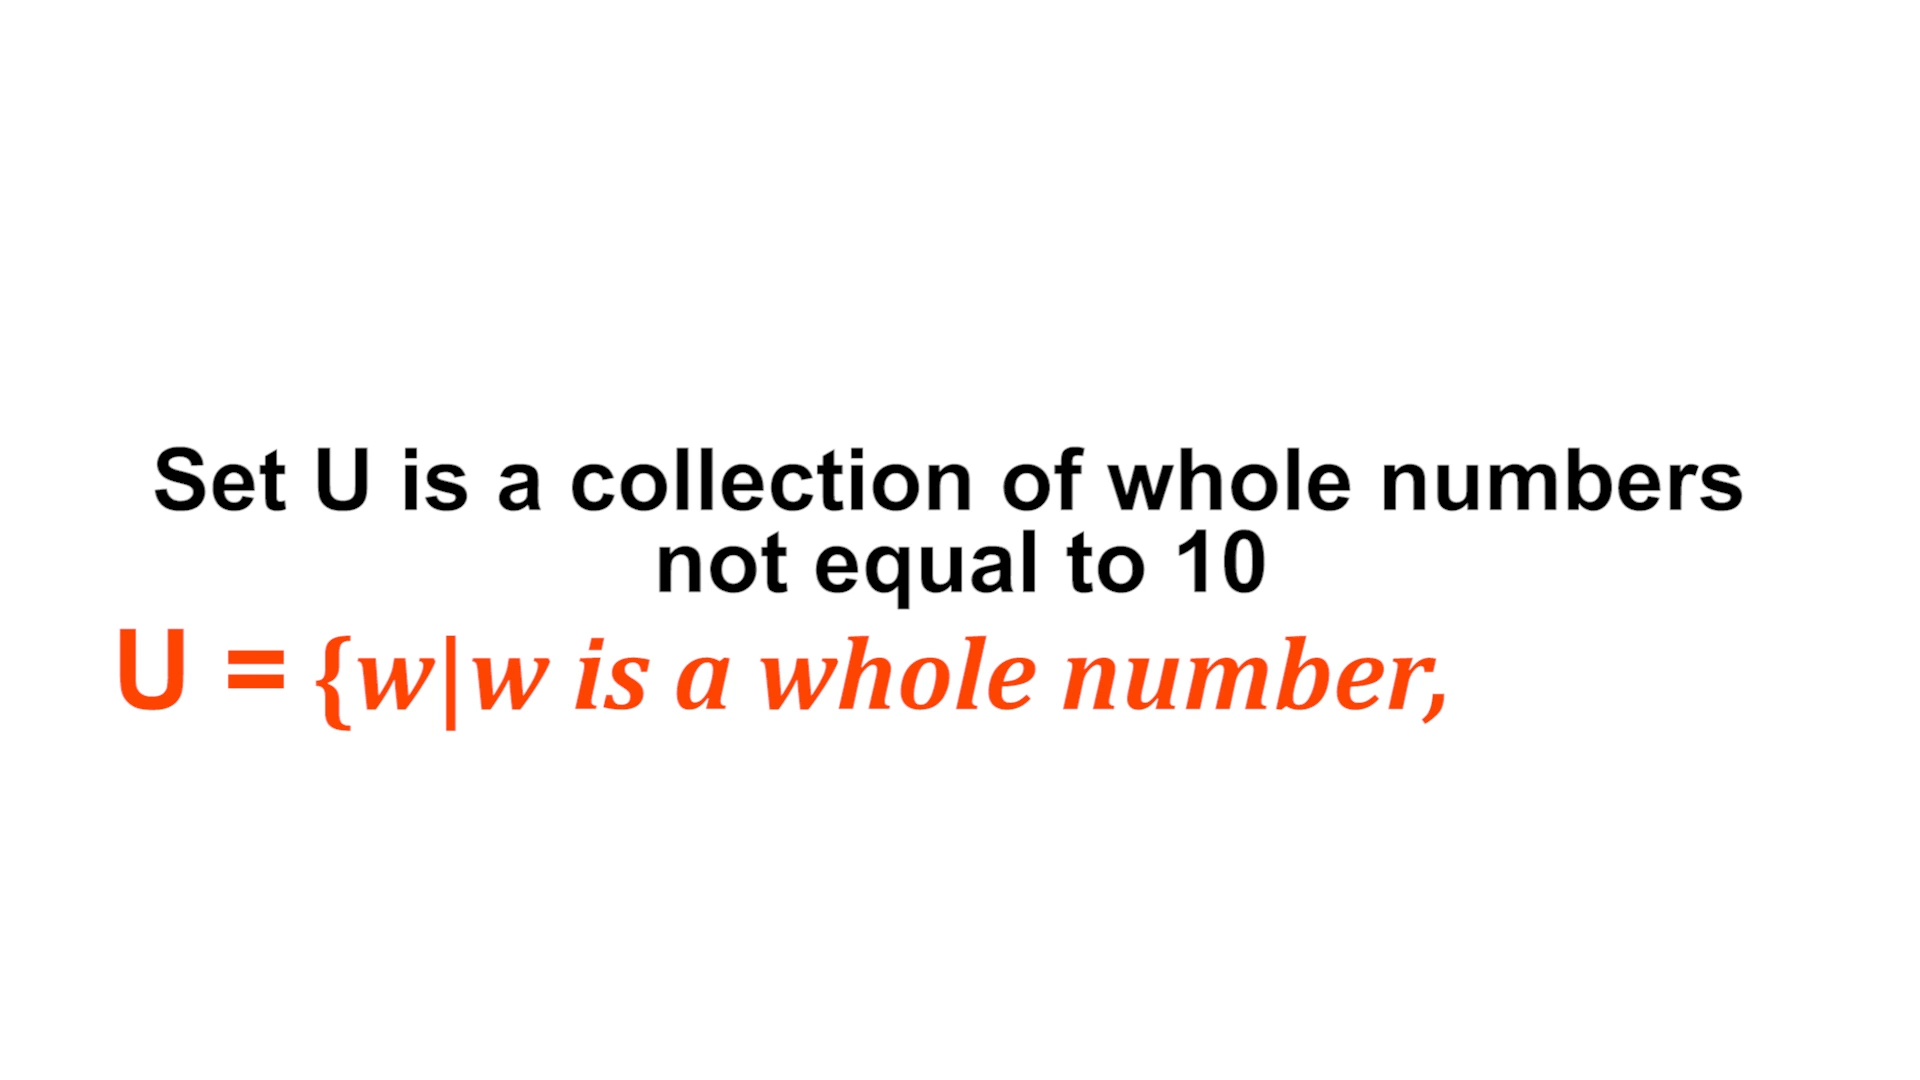 Set U is a collection of whole numbers
not equal to 10
U = {w|w is a whole number,